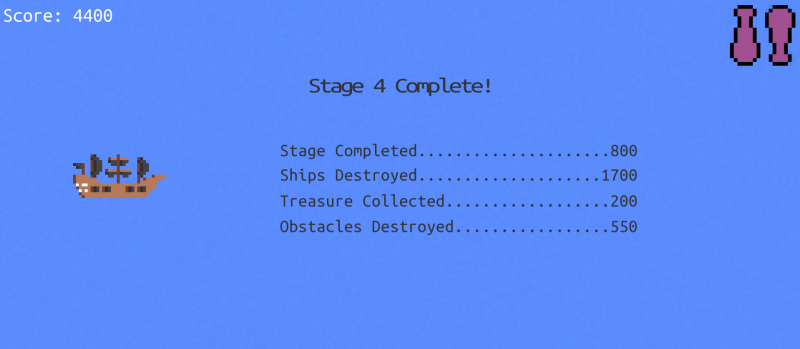 Score: 4400
Stage 4 Complete!
Stage Completed.....................800
Ships Destroyed....................1700
Treasure Collected..................200
Obstacles Destroyed.................550